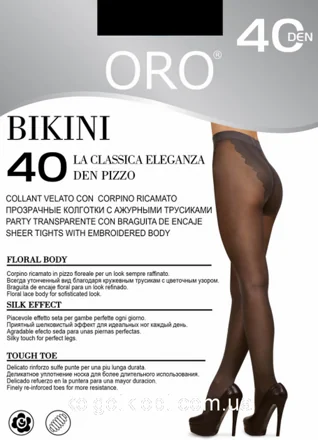 40 DEN
ORO®
BIKINI
40 LA CLASSICA ELEGANZA
DEN PIZZO
COLLANT VELATO CON CORPINO RICAMATO
ПРОЗРАЧНЫЕ КОЛГОТКИ С АЖУРНЫМИ ТРУСИКАМИ
PARTY TRANSPARENTE CON BRAGUITA DE ENCAJE
SHEER TIGHTS WITH EMBROIDERED BODY
FLORAL BODY
Corpino ricamato in pizzo floreale per un look sempre raffinato.
Всегда утонченный вид благодаря кружевным трусикам с цветочным узором.
Braguita de encaje floral para un look refinado.
Floral lace body for sofisticated look.
SILK EFFECT
Piacevole effetto seta per gambe perfette ogni giorno.
Приятный шелковистый эффект для идеальных ног каждый день.
Agradable efecto seda para unas piernas perfectas.
Silky touch for perfect legs.
TOUGH TOE
Delicato rinforzo sulle punte per una piu lunga durata.
Деликатное уплотнение носка для более длительного использования.
Delicado refuerzo en la puntera para una mayor duracion.
Finely re-inforced toes for more resistance.